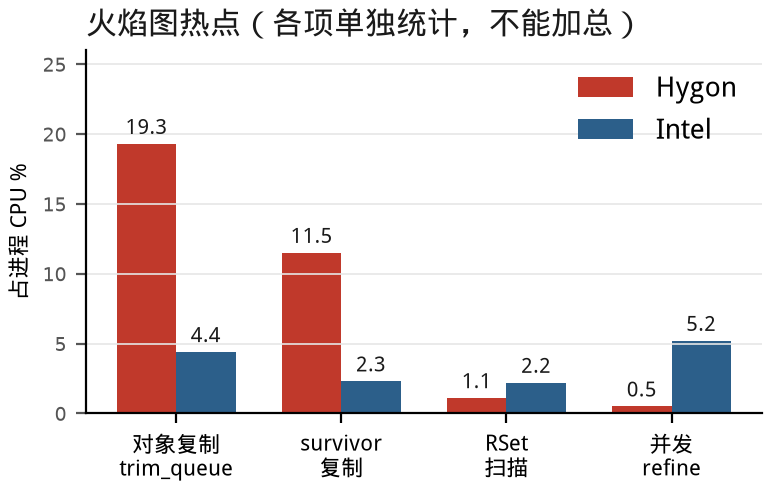 火焰图热点（各项单独统计，不能加总）
Hygon
Intel
占进程 CPU %
25
20
15
10
5
0
19.3
4.4
11.5
2.3
1.1
2.2
0.5
5.2
对象复制
trim_queue
survivor
复制
RSet
扫描
并发
refine